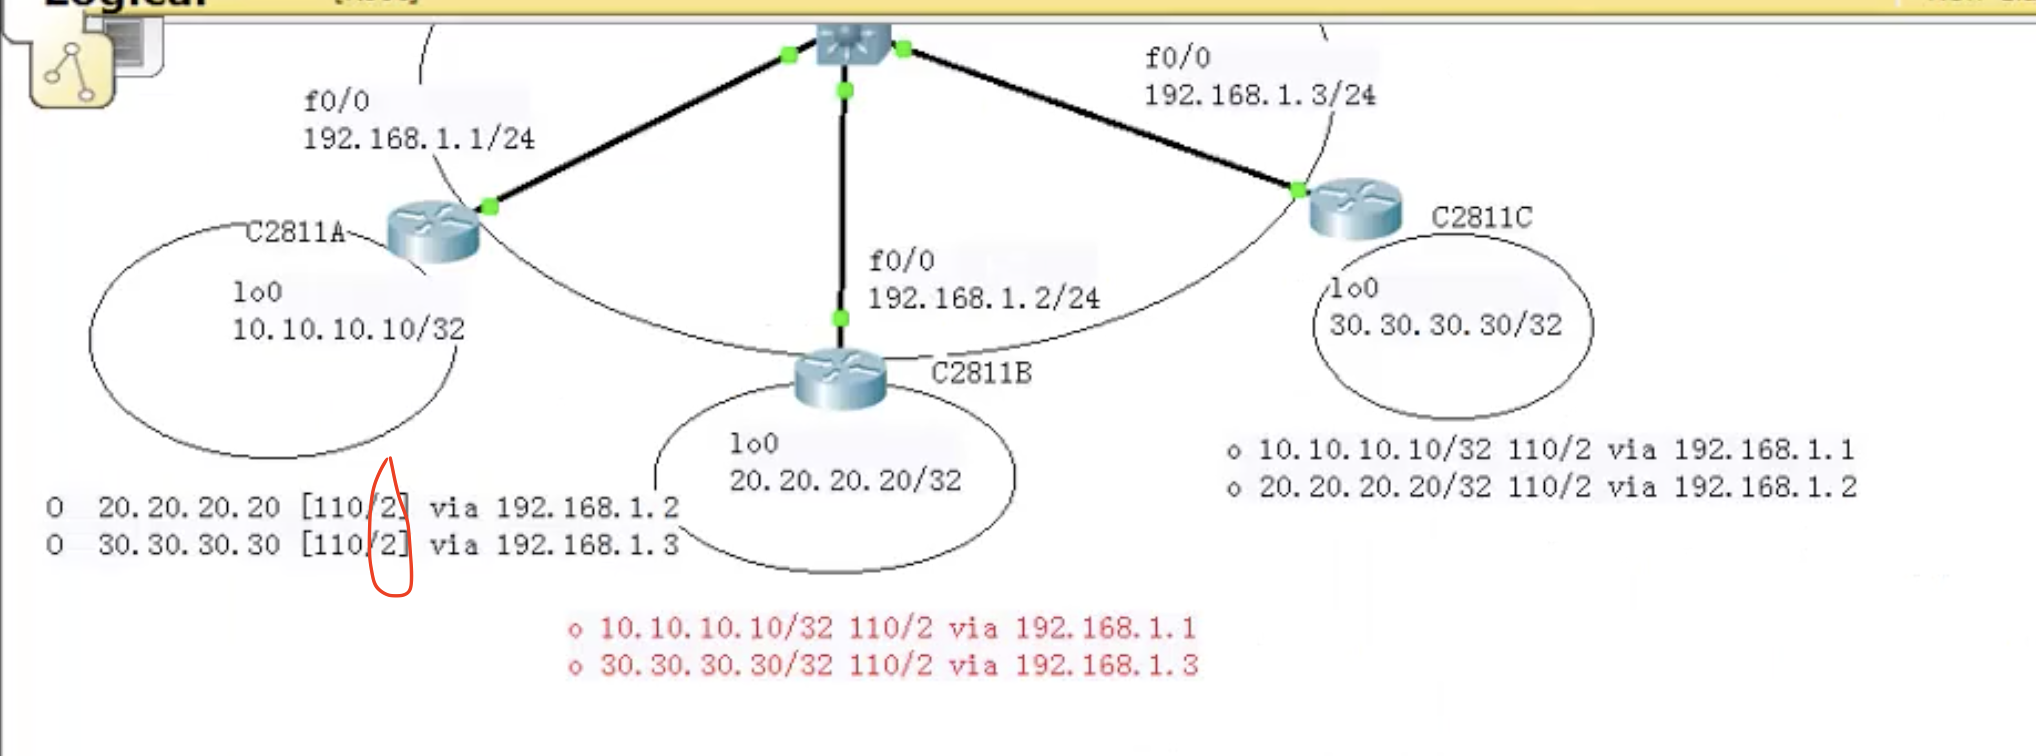 f0/0
192.168.1.1/24
f0/0
192.168.1.3/24
C2811A
C2811C
lo0
10.10.10.10/32
f0/0
192.168.1.2/24
lo0
30.30.30.30/32
C2811B
lo0
20.20.20.20/32
O 20.20.20.20 [110/2] via 192.168.1.2
O 30.30.30.30 [110/2] via 192.168.1.3
o 10.10.10.10/32 110/2 via 192.168.1.1
o 20.20.20.20/32 110/2 via 192.168.1.2
o 10.10.10.10/32 110/2 via 192.168.1.1
o 30.30.30.30/32 110/2 via 192.168.1.3